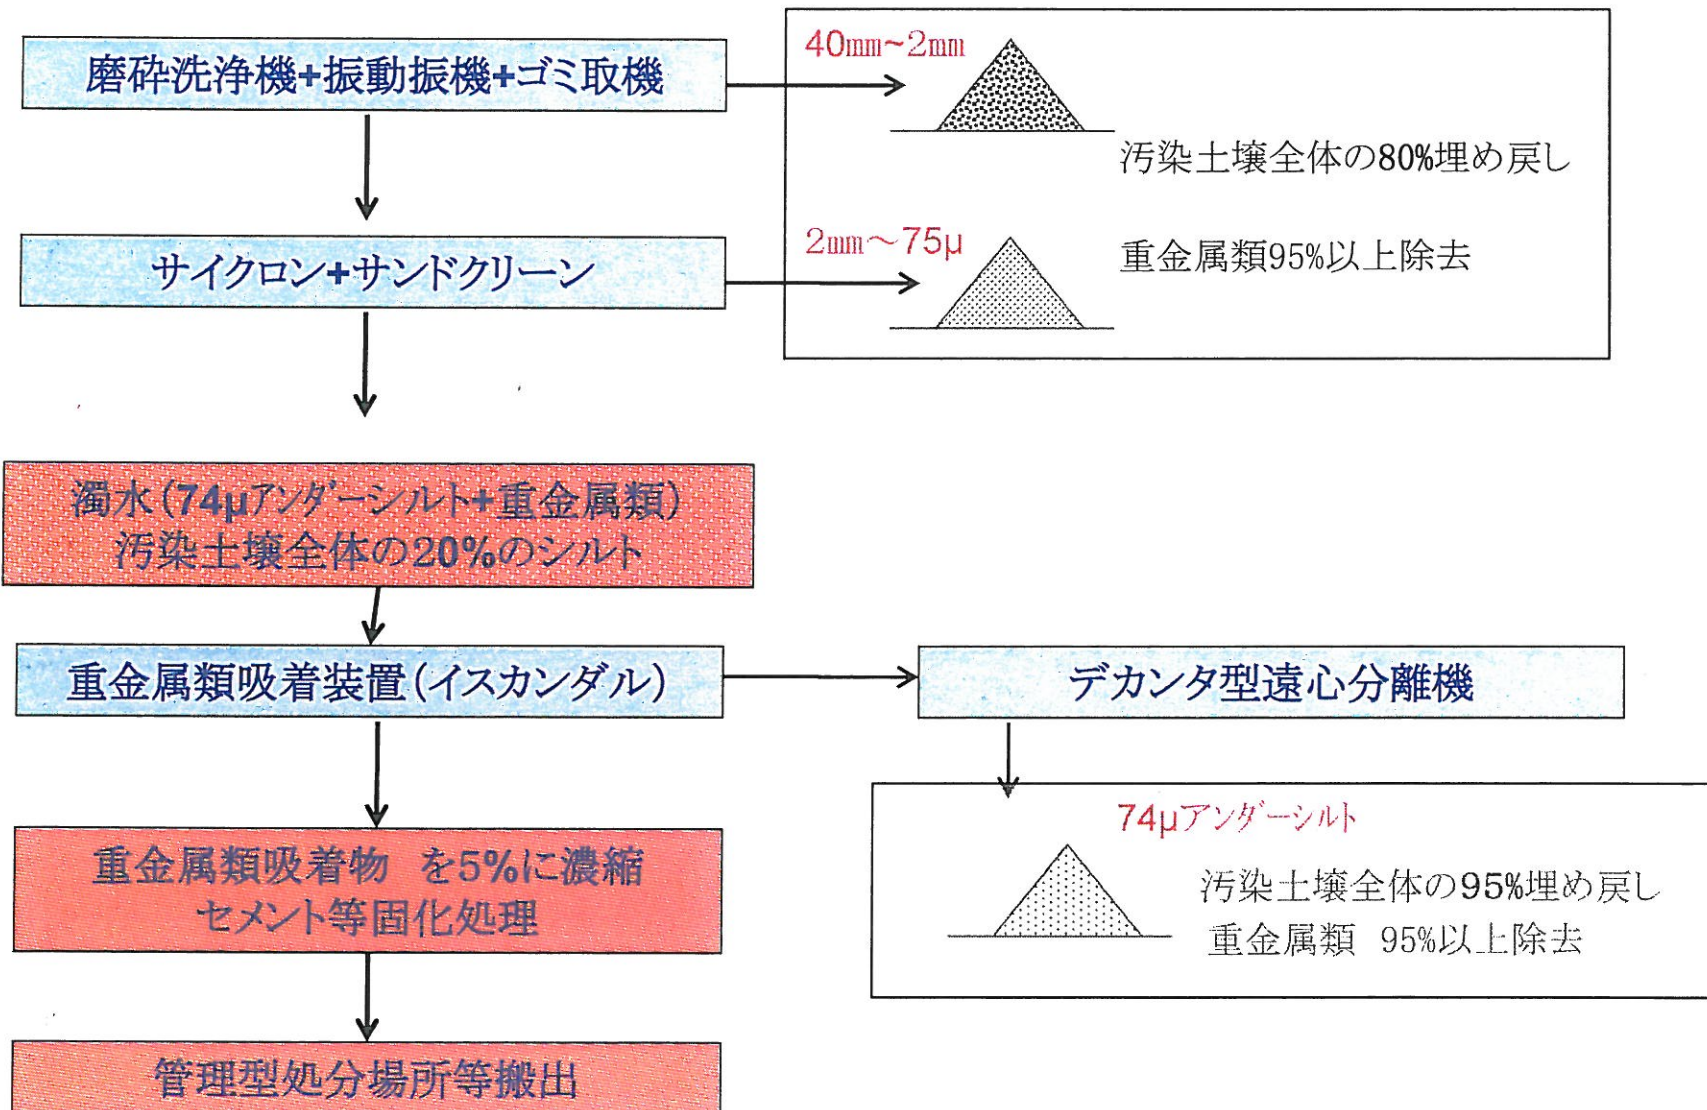 磨砕洗浄機+振動振機+ゴミ取機
40mm~2mm
汚染土壌全体の80%埋め戻し
サイクロン+サンドクリーン
2mm～75μ
重金属類95%以上除去
濁水(74μアンダーシルト+重金属類)
汚染土壌全体の20%のシルト
重金属類吸着装置(イスカンダル)
デカンタ型遠心分離機
74μアンダーシルト
汚染土壌全体の95%埋め戻し
重金属類 95%以上除去
重金属類吸着物 を5%に濃縮
セメント等固化処理
管理型処分場所等搬出